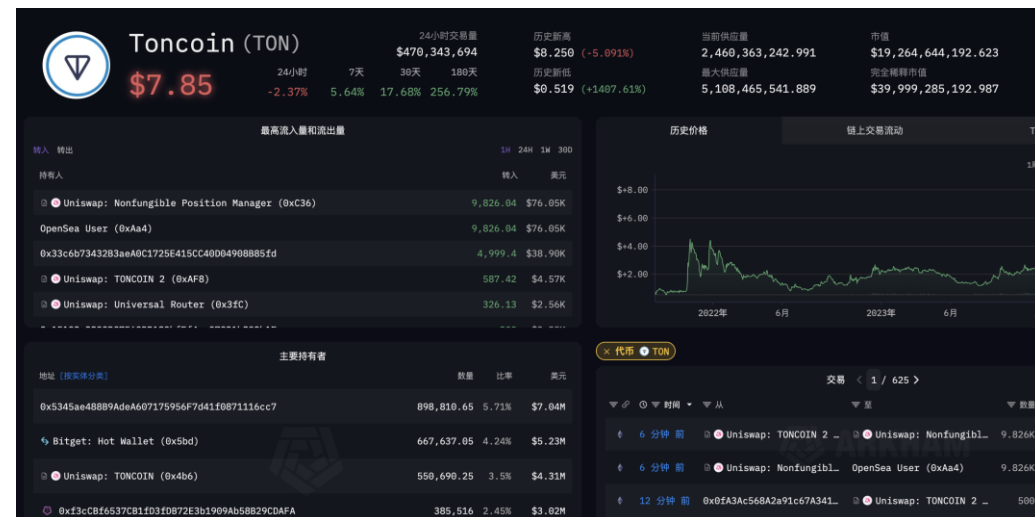 Toncoin (TON)
$7.85
24小时 7天 30天 180天
-2.37% 5.64% 17.68% 256.79%
24小时交易量
$470,343,694
历史新高
$8.250 (-5.091%)
历史新低
$0.519 (+1407.61%)
当前供应量
2,460,363,242.991
最大供应量
5,108,465,541.889
市值
$19,264,644,192.623
完全稀释市值
$39,999,285,192.987
最高流入量和流出量
转入 转出
1H 24H 1W 30D
持有人 转入 美元
Uniswap: Nonfungible Position Manager (0xC36) 9,826.04 $76.05K
OpenSea User (0xAa4) 9,826.04 $76.05K
0x33c6b7343283aeA0C1725E415CC40D04908B85fd 4,999.4 $38.90K
Uniswap: TONCOIN 2 (0xAF8) 587.42 $4.57K
Uniswap: Universal Router (0x3fC) 326.13 $2.56K
历史价格 链上交易流动
$+8.00
$+6.00
$+4.00
$+2.00
2022年 6月 2023年 6月
主要持有者
地址 [按实体分类] 数量 比率 美元
0x5345ae488B9AdeA607175956F7d41f0871116cc7 898,810.65 5.71% $7.04M
Bitget: Hot Wallet (0x5bd) 667,637.05 4.24% $5.23M
Uniswap: TONCOIN (0x4b6) 550,690.25 3.5% $4.31M
0xf3cCBf6537CB1fD3fDB72E3b1909Ab58B29CDAFA 385,516 2.45% $3.02M
× 代币 TON
交易 1 / 625
时间 从 至 数量
6 分钟 前 Uniswap: TONCOIN 2 … Uniswap: Nonfungibl… 9.826K
6 分钟 前 Uniswap: Nonfungibl… OpenSea User (0xAa4) 9.826K
12 分钟 前 0x0fA3Ac568A2a91c67A341… Uniswap: TONCOIN 2 … 500
ARKHAM